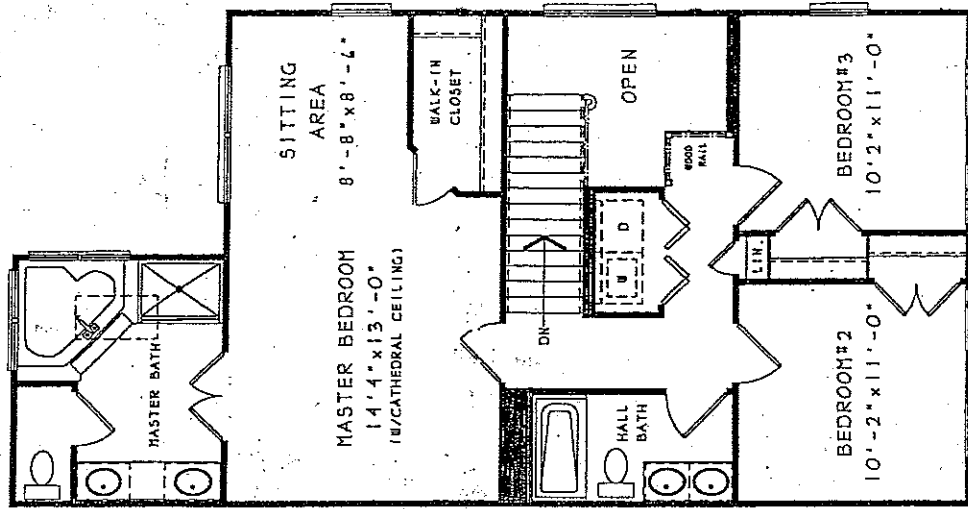 SITTING
AREA
8'-8"x8'-6"
WALK-IN
CLOSET
MASTER BATH
MASTER BEDROOM
14'4"x13'-0"
(W/CATHEDRAL CEILING)
OPEN
WOOD
RAIL
W
D
DN
LIN.
HALL
BATH
BEDROOM#3
10'2"x11'-0"
BEDROOM#2
10'-2"x11'-0"